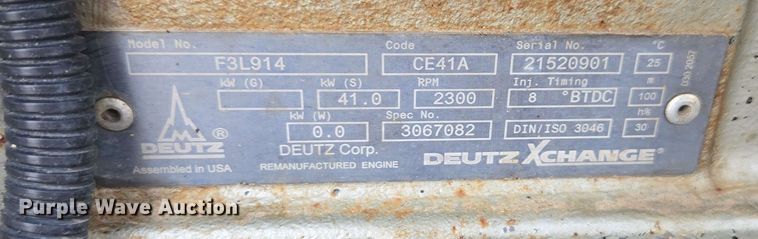 Model No. Code Serial No. °C
F3L914 CE41A 21520901 25
kW (G) kW (S) RPM Inj. Timing m
41.0 2300 8 °BTDC 100
kW (W) Spec No. h%
0.0 3067082 DIN/ISO 3046 30
DEUTZ ®
DEUTZ Corp. DEUTZ XCHANGE®
Assembled in USA REMANUFACTURED ENGINE
030 2057
Purple Wave Auction